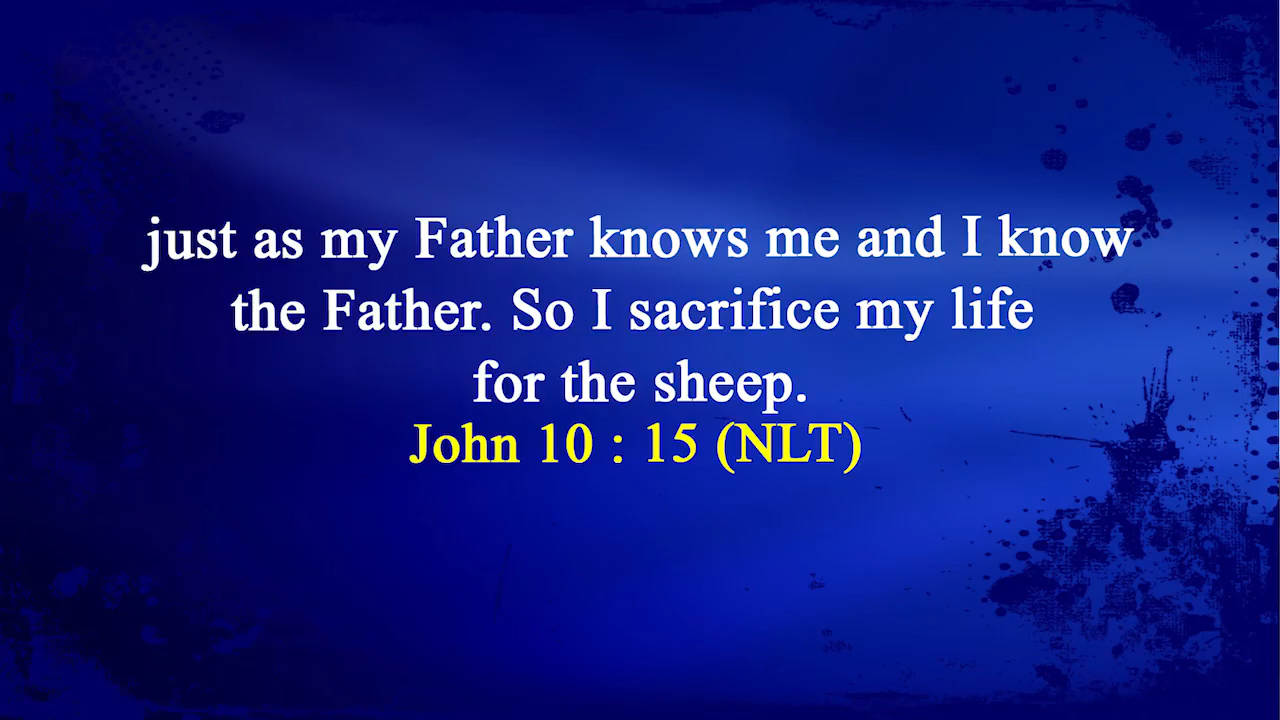 just as my Father knows me and I know
the Father. So I sacrifice my life
for the sheep.
John 10 : 15 (NLT)